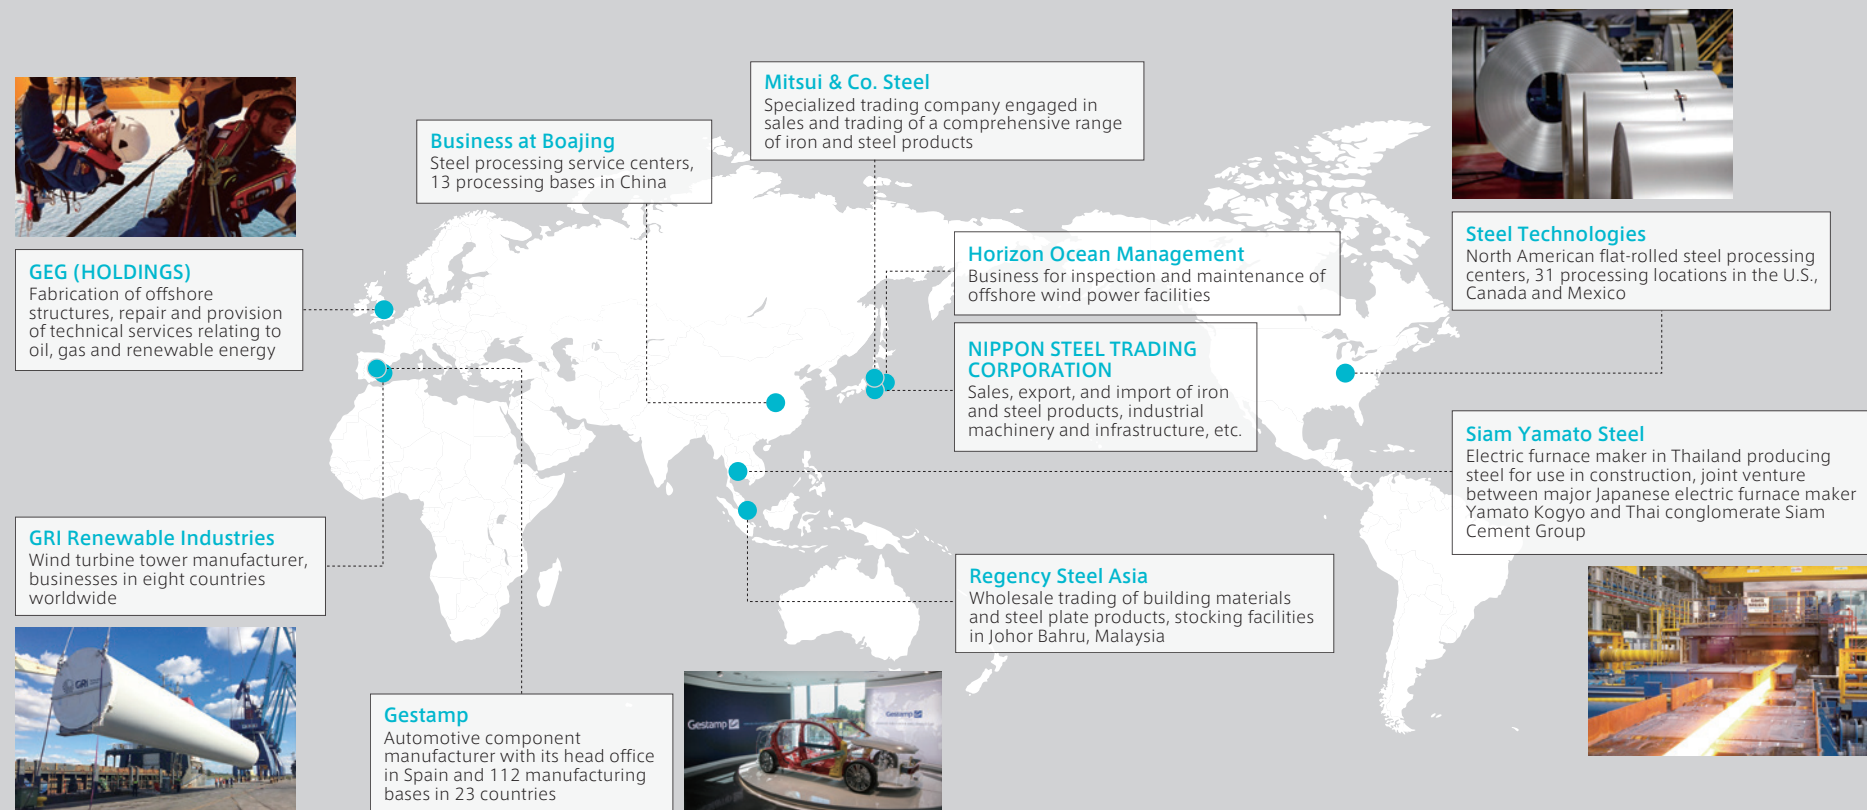 GEG (HOLDINGS)
Fabrication of offshore
structures, repair and provision
of technical services relating to
oil, gas and renewable energy
Business at Boajing
Steel processing service centers,
13 processing bases in China
Mitsui & Co. Steel
Specialized trading company engaged in
sales and trading of a comprehensive range
of iron and steel products
Horizon Ocean Management
Business for inspection and maintenance of
offshore wind power facilities
NIPPON STEEL TRADING
CORPORATION
Sales, export, and import of iron
and steel products, industrial
machinery and infrastructure, etc.
Steel Technologies
North American flat-rolled steel processing
centers, 31 processing locations in the U.S.,
Canada and Mexico
Siam Yamato Steel
Electric furnace maker in Thailand producing
steel for use in construction, joint venture
between major Japanese electric furnace maker
Yamato Kogyo and Thai conglomerate Siam
Cement Group
GRI Renewable Industries
Wind turbine tower manufacturer,
businesses in eight countries
worldwide
Regency Steel Asia
Wholesale trading of building materials
and steel plate products, stocking facilities
in Johor Bahru, Malaysia
Gestamp
Automotive component
manufacturer with its head office
in Spain and 112 manufacturing
bases in 23 countries
GRI
Gestamp
Gestamp